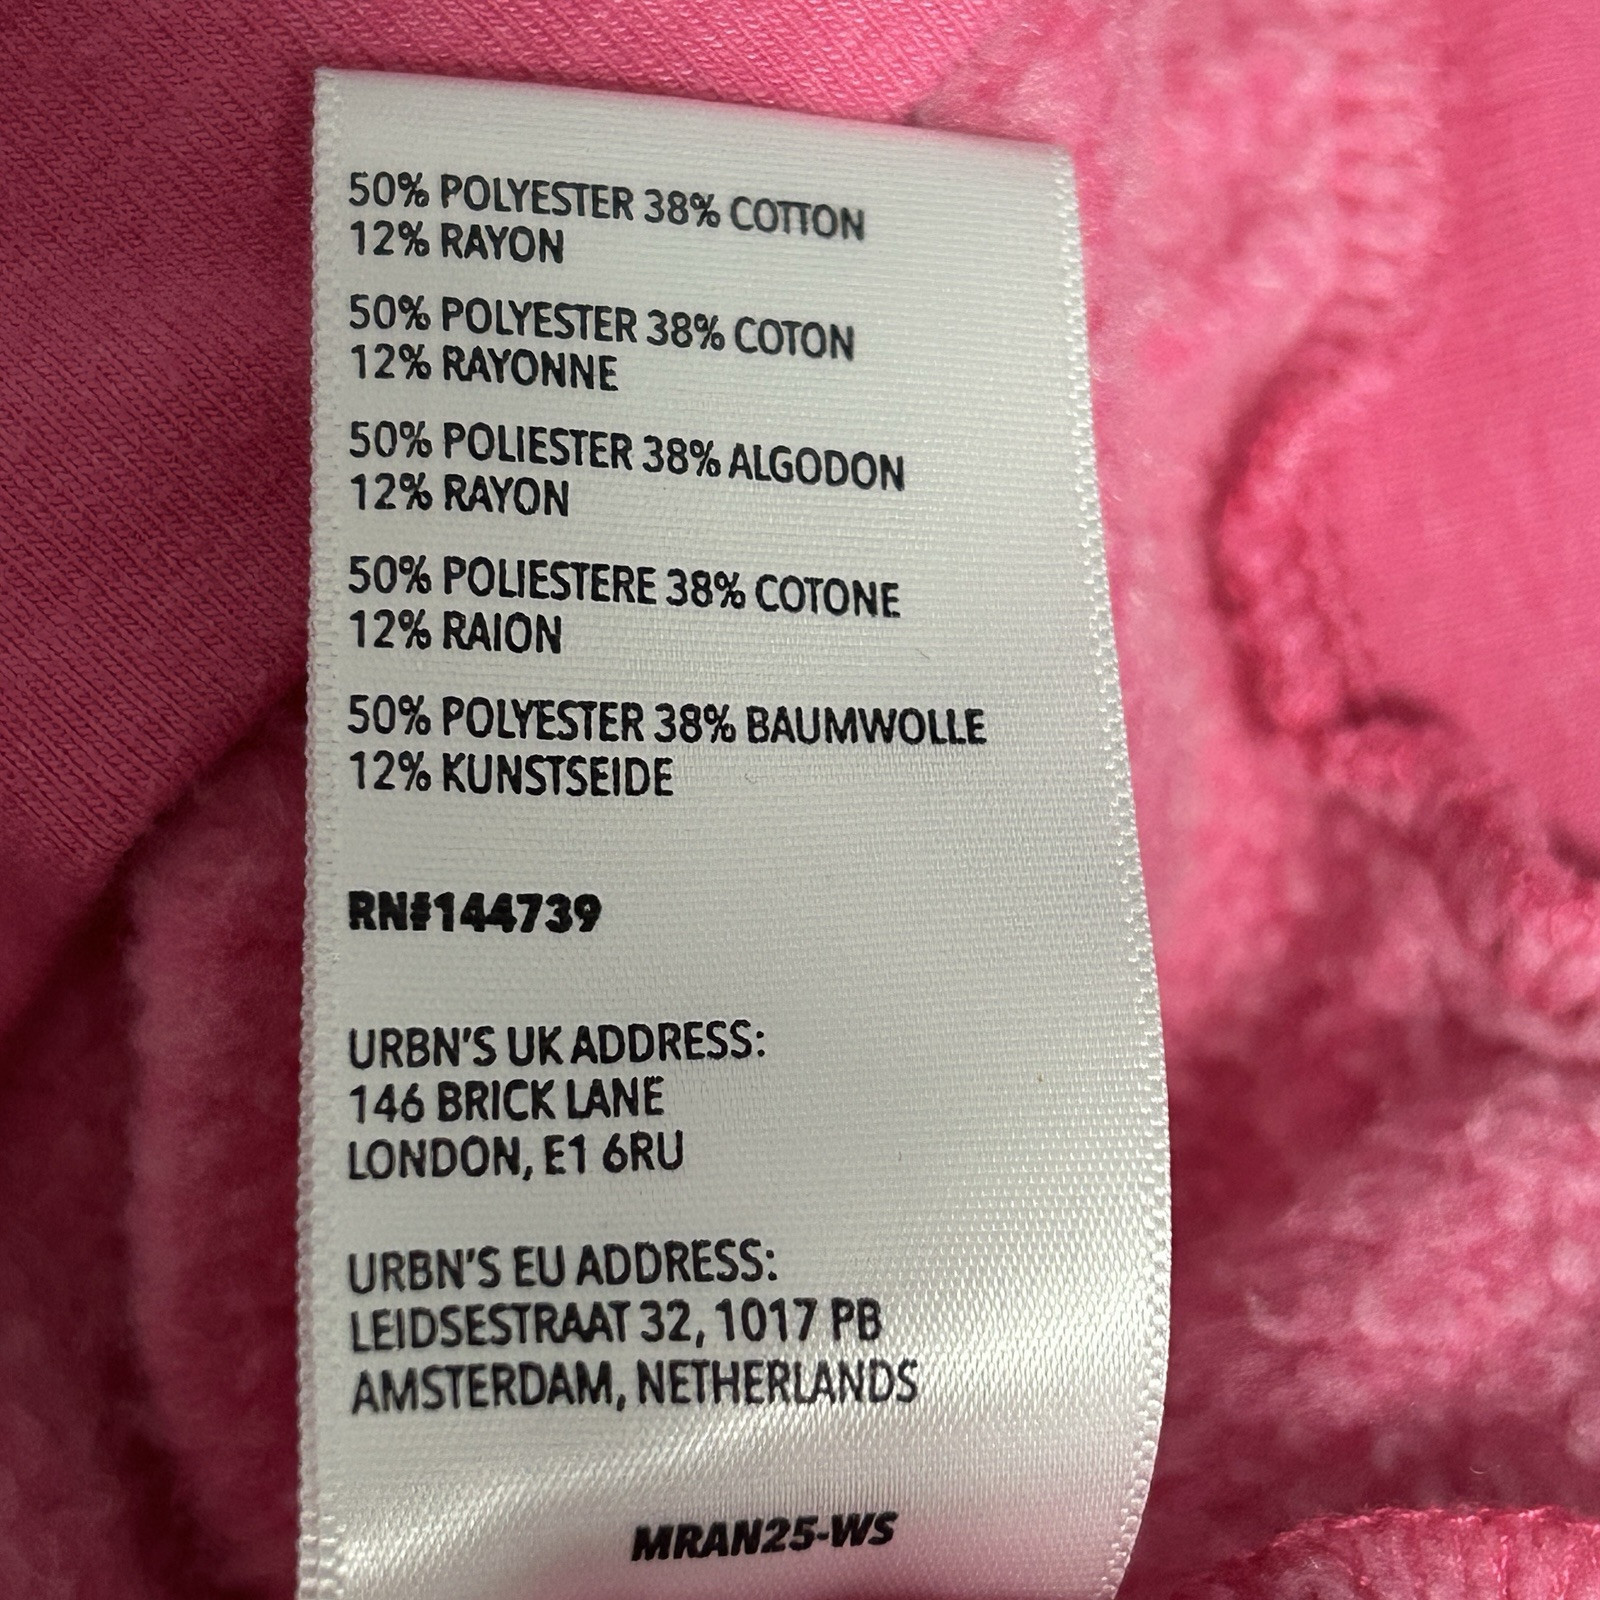 50% POLYESTER 38% COTTON
12% RAYON
50% POLYESTER 38% COTON
12% RAYONNE
50% POLIESTER 38% ALGODON
12% RAYON
50% POLIESTERE 38% COTONE
12% RAION
50% POLYESTER 38% BAUMWOLLE
12% KUNSTSEIDE
RN#144739
URBN'S UK ADDRESS:
146 BRICK LANE
LONDON, E1 6RU
URBN'S EU ADDRESS:
LEIDSESTRAAT 32, 1017 PB
AMSTERDAM, NETHERLANDS
MRAN25-WS